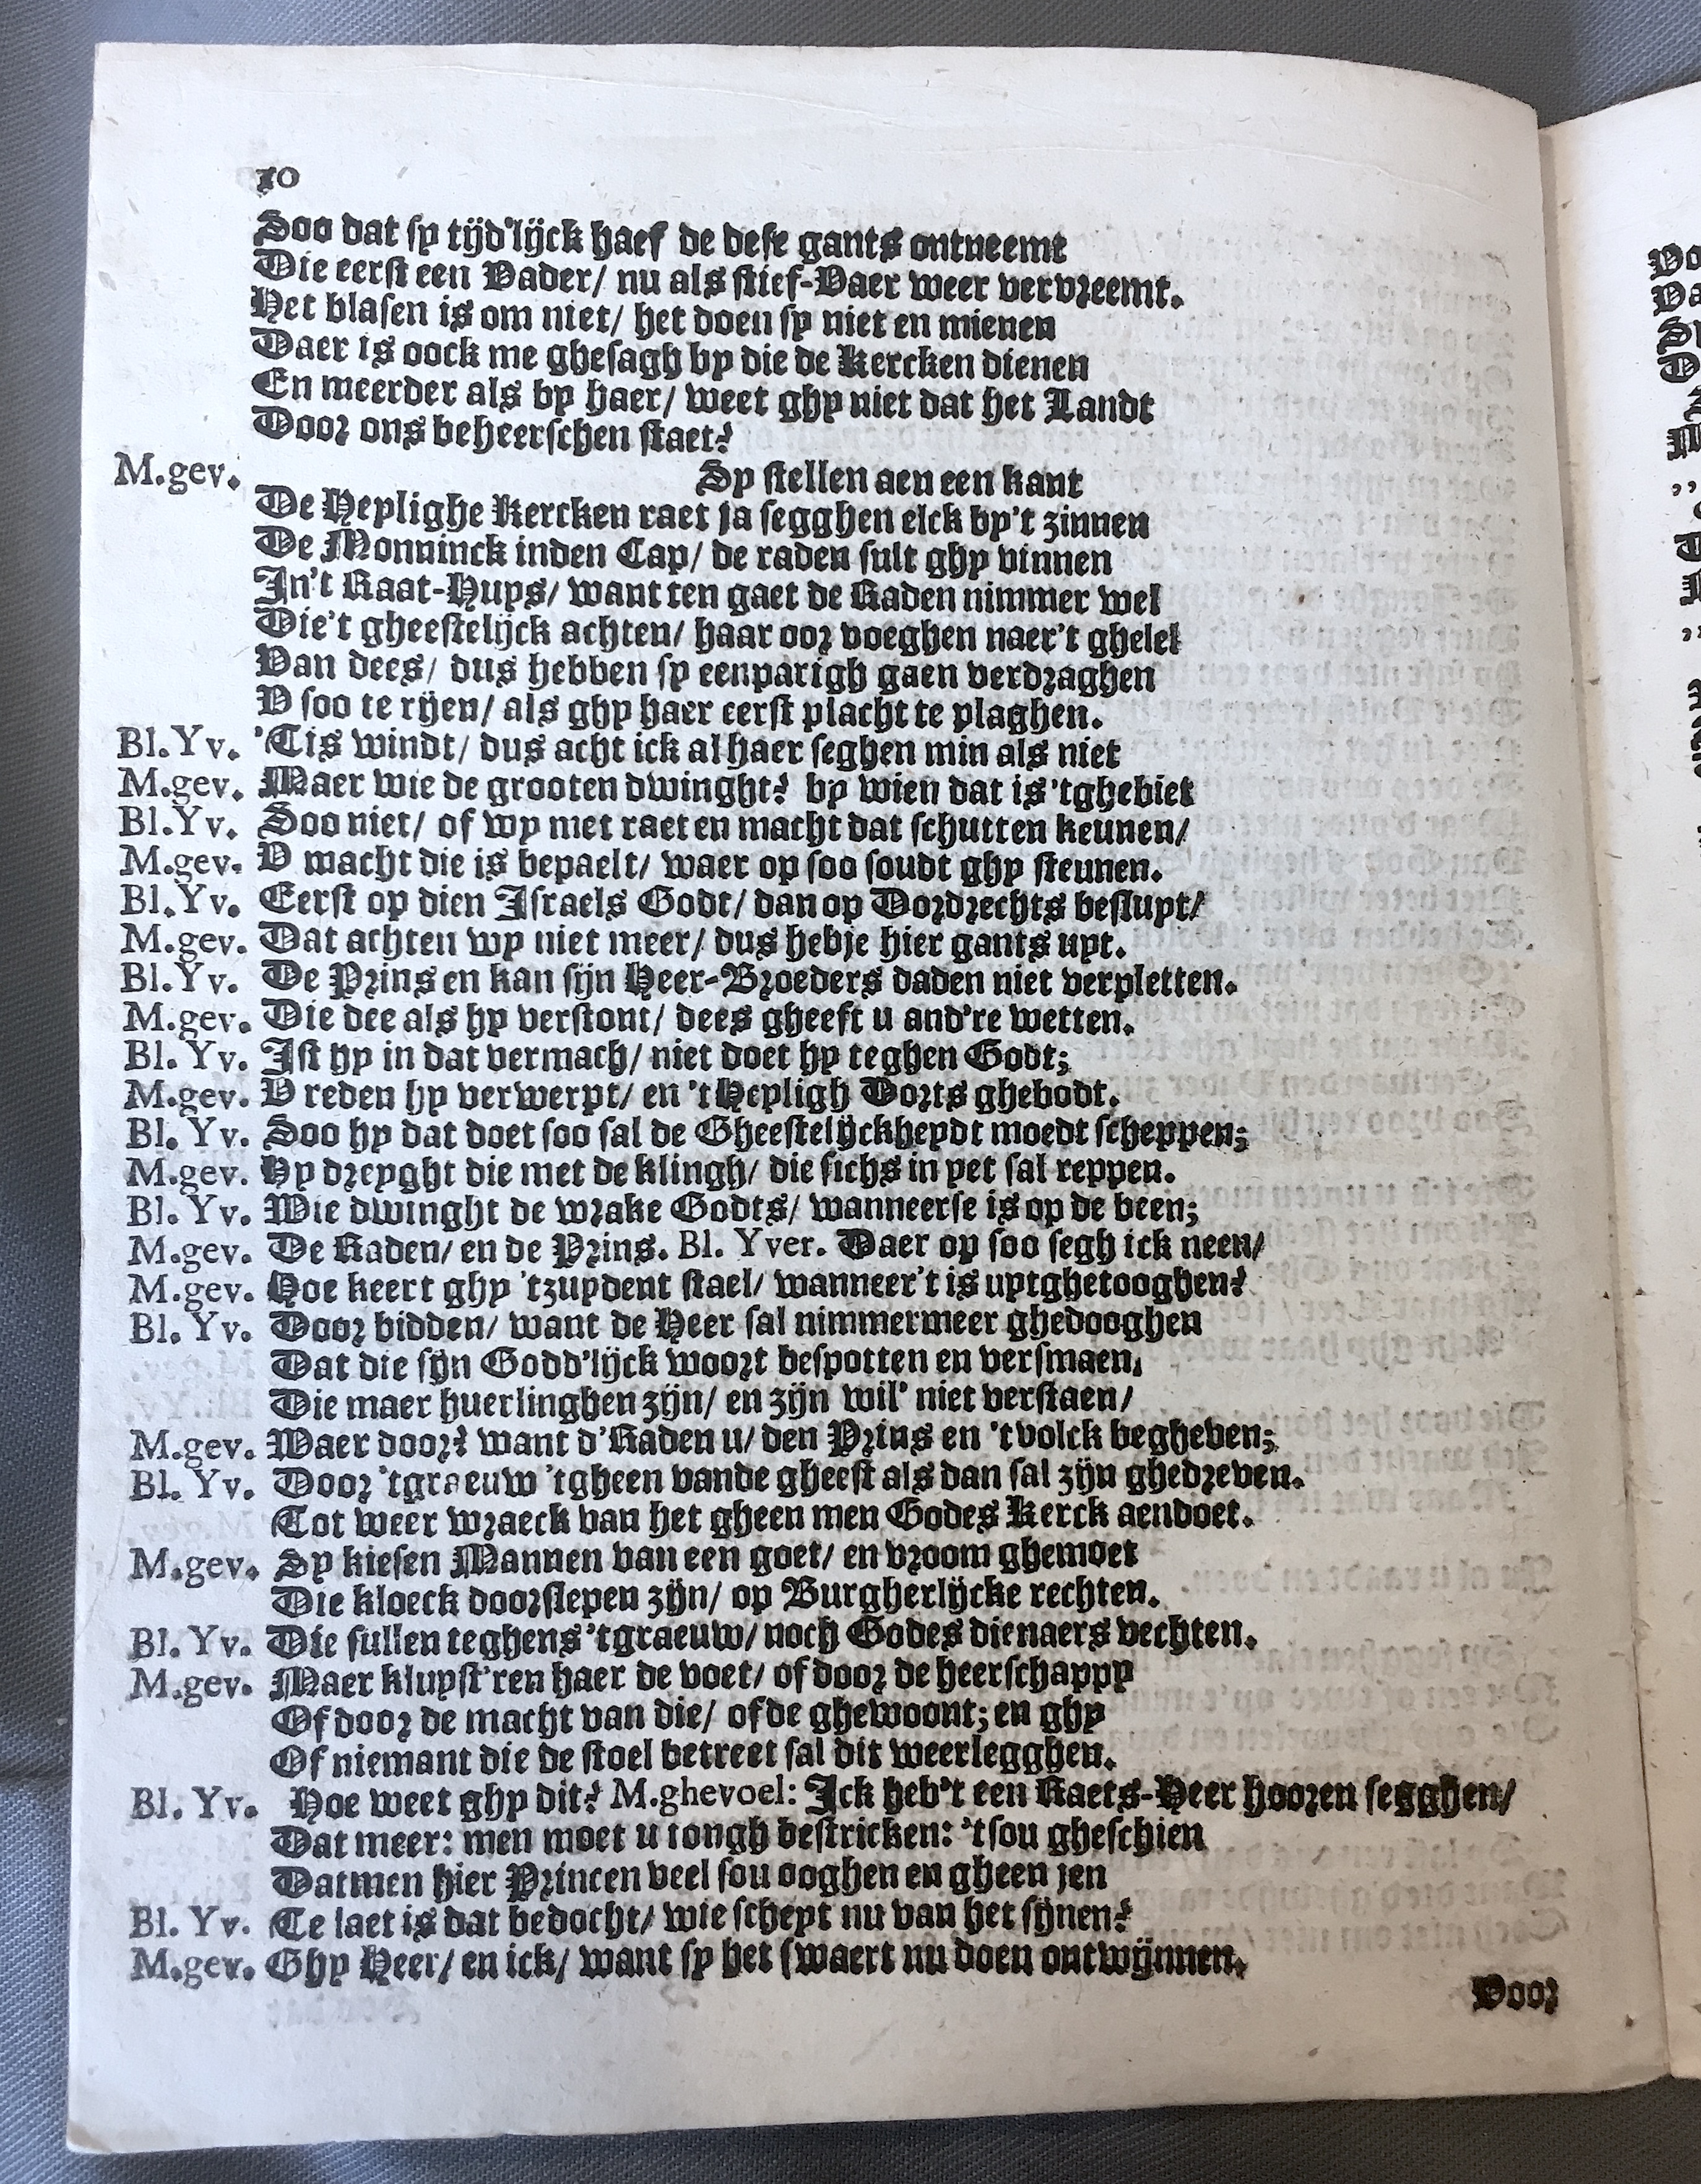 10
Soo dat sy tijd'lijck haef de dese gants ontneemt
Die eerst een Vader/ nu als stief-Vaer weer vervreemt.
Het blasen is om niet/ het doen sy niet en mienen
Daer is oock me ghesagh by die de Kercken dienen
En meerder als by haer/ weet ghy niet dat het Landt
Door ons beheerschen staet?
M.gev. Sy stellen aen een kant
De Heylighe Kercken raet ja segghen elck by't zinnen
De Monninck inden Cap/ de raden sult ghy vinnen
In't Raat-Huys/ want ten gaet de Raden nimmer wel
Die't gheestelijck achten/ haar oor voeghen naer't ghelel
Van dees/ dus hebben sy eenparigh gaen verdraghen
V soo te rijen/ als ghy haer eerst placht te plaghen.
Bl. Yv. 'Tis windt/ dus acht ick al haer seghen min als niet
M.gev. Maer wie de grooten dwinght? by wien dat is 'tghebiet
Bl. Yv. Soo niet/ of wy met raet en macht dat schutten keunen/
M.gev. V macht die is bepaelt/ waer op soo soudt ghy steunen.
Bl. Yv. Eerst op dien Israels Godt/ dan op Dordrechts besluyt/
M.gev. Dat achten wy niet meer/ dus hebje hier gants uyt.
Bl. Yv. De Prins en kan sijn Heer-Broeders daden niet verpletten.
M.gev. Die dee als hy verstont/ dees gheeft u and're wetten.
Bl. Yv. Ist hy in dat vermach/ niet doet hy teghen Godt;
M.gev. V reden hy verwerpt/ en 't Heyligh Dorts ghebodt.
Bl. Yv. Soo hy dat doet soo sal de Gheestelijckheydt moedt scheppen;
M.gev. Hy dreyght die met de klingh/ die sichs in yet sal reppen.
Bl. Yv. Wie dwinght de wrake Godts/ wanneerse is op de been;
M.gev. De Raden/ en de Prins. Bl. Yver. Daer op soo segh ick neen/
M.gev. Hoe keert ghy 'tzuydent stael/ wanneer't is uytghetooghen?
Bl. Yv. Door bidden/ want de Heer sal nimmermeer ghedooghen
Dat die sijn Godd'lijck woort bespotten en versmaen,
Die maer huerlinghen zijn/ en zijn wil' niet verstaen/
M.gev. Waer door? want d'Raden u/ den Prins en 'tvolck begheven;
Bl. Yv. Door 'tgraeuw 'tgheen vande gheest als dan sal zijn ghedreven.
Tot weer wraeck van het gheen men Godes Kerck aendoet.
M.gev. Sy kiesen Mannen van een goet/ en vroom ghemoet
Die kloeck doorslepen zijn/ op Burgherlijcke rechten.
Bl. Yv. Die sullen teghens 'tgraeuw/ noch Godes dienaers vechten.
M.gev. Maer kluyst'ren haer de voet/ of door de heerschappy
Of door de macht van die/ of de ghewoont; en ghy
Of niemant die de stoel betreet sal dit weerlegghen.
Bl. Yv. Hoe weet ghy dit? M.ghevoel: Ick heb't een Raets-Heer hooren segghen/
Dat meer: men moet u tongh bestricken: 'tsou gheschien
Datmen hier Princen veel sou ooghen en gheen jen
Bl. Yv. Te laet is dat bedocht/ wie schept nu van het sijnen?
M.gev. Ghy Heer/ en ick/ want sy het swaert nu doen ontwijnnen.
Door